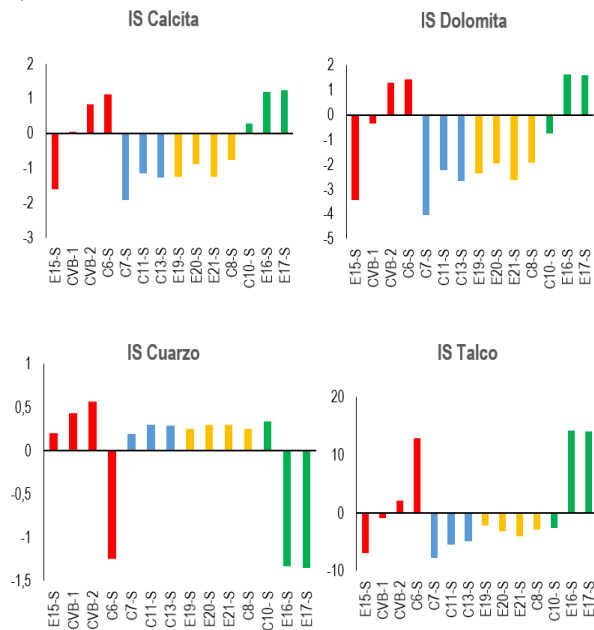 IS Calcita
2
1
0
-1
-2
-3
E15-S
CVB-1
CVB-2
C6-S
C7-S
C11-S
C13-S
E19-S
E20-S
E21-S
C8-S
C10- S
E16-S
E17-S
IS Dolomita
2
1
0
-1
-2
-3
-4
-5
E15-S
CVB-1
CVB-2
C6-S
C7-S
C11-S
C13-S
E19-S
E20-S
E21-S
C8-S
C10- S
E16-S
E17-S
IS Cuarzo
1
0,5
0
-0,5
-1
-1,5
E15-S
CVB-1
CVB-2
C6-S
C7-S
C11-S
C13-S
E19-S
E20-S
E21-S
C8-S
C10- S
E16-S
E17-S
IS Talco
20
10
0
-10
E15-S
CVB-1
CVB-2
C6-S
C7-S
C11-S
C13-S
E19-S
E20-S
E21-S
C8-S
C10- S
E16-S
E17-S